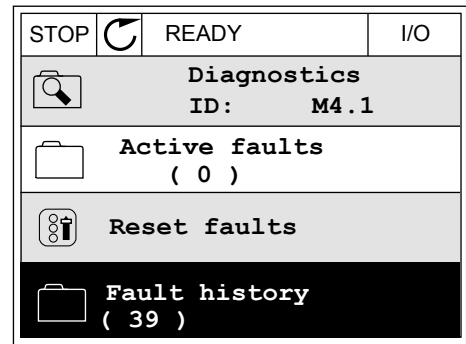 STOP READY I/O
Diagnostics
ID: M4.1
Active faults
( 0 )
Reset faults
Fault history
( 39 )